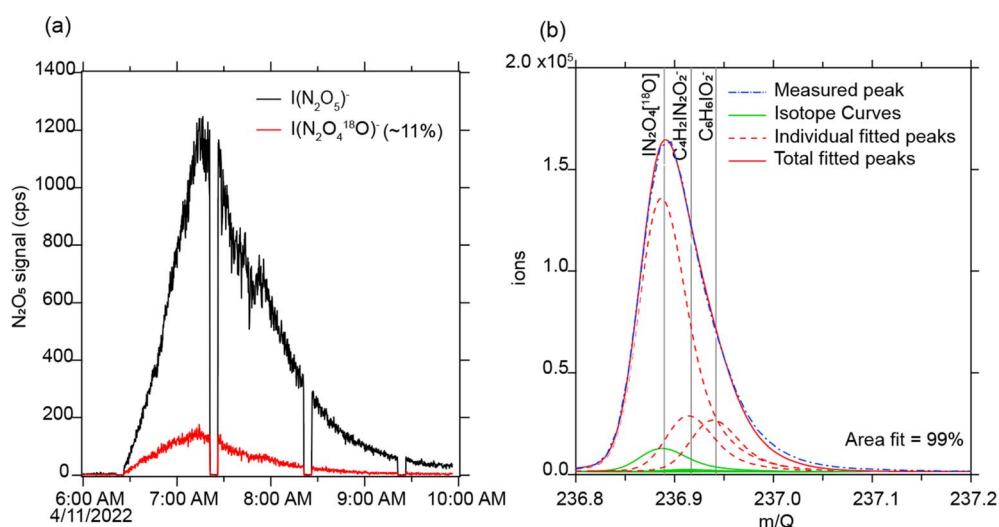 (a)
1400
1200
1000
800
600
400
200
0
N₂O₅ signal (cps)
I(N₂O₅)⁻
I(N₂O₄¹⁸O)⁻ (~11%)
6:00 AM 7:00 AM 8:00 AM 9:00 AM 10:00 AM
4/11/2022
(b)
2.0 x10⁵
1.5
1.0
0.5
0.0
ions
IN₂O₄[¹⁸O]
C₄H₂IN₂O₂⁻
C₆H₆IO₂⁻
Measured peak
Isotope Curves
Individual fitted peaks
Total fitted peaks
Area fit = 99%
236.8 236.9 237.0 237.1 237.2
m/Q